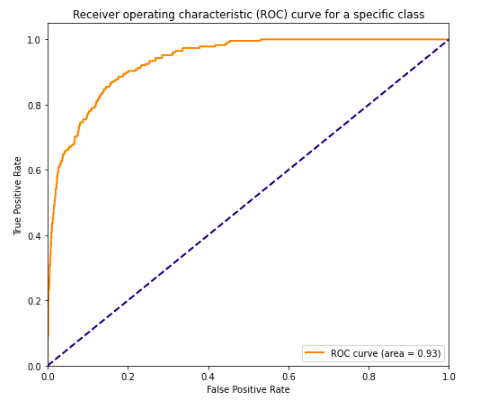 Receiver operating characteristic (ROC) curve for a specific class
1.0
0.8
0.6
0.4
0.2
0.0
True Positive Rate
ROC curve (area = 0.93)
0.0 0.2 0.4 0.6 0.8 1.0
False Positive Rate